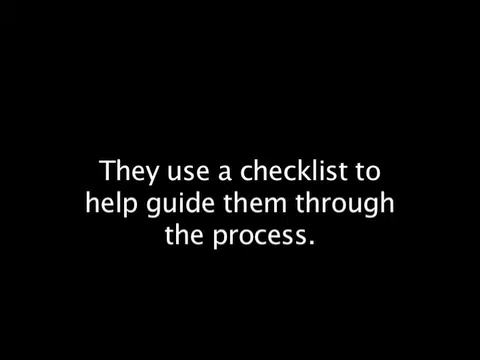 They use a checklist to
help guide them through
the process.